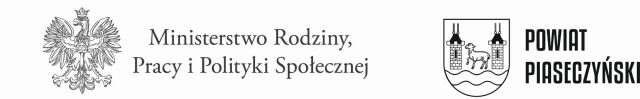 Ministerstwo Rodziny,
Pracy i Polityki Społecznej
POWIAT
PIASECZYŃSKI